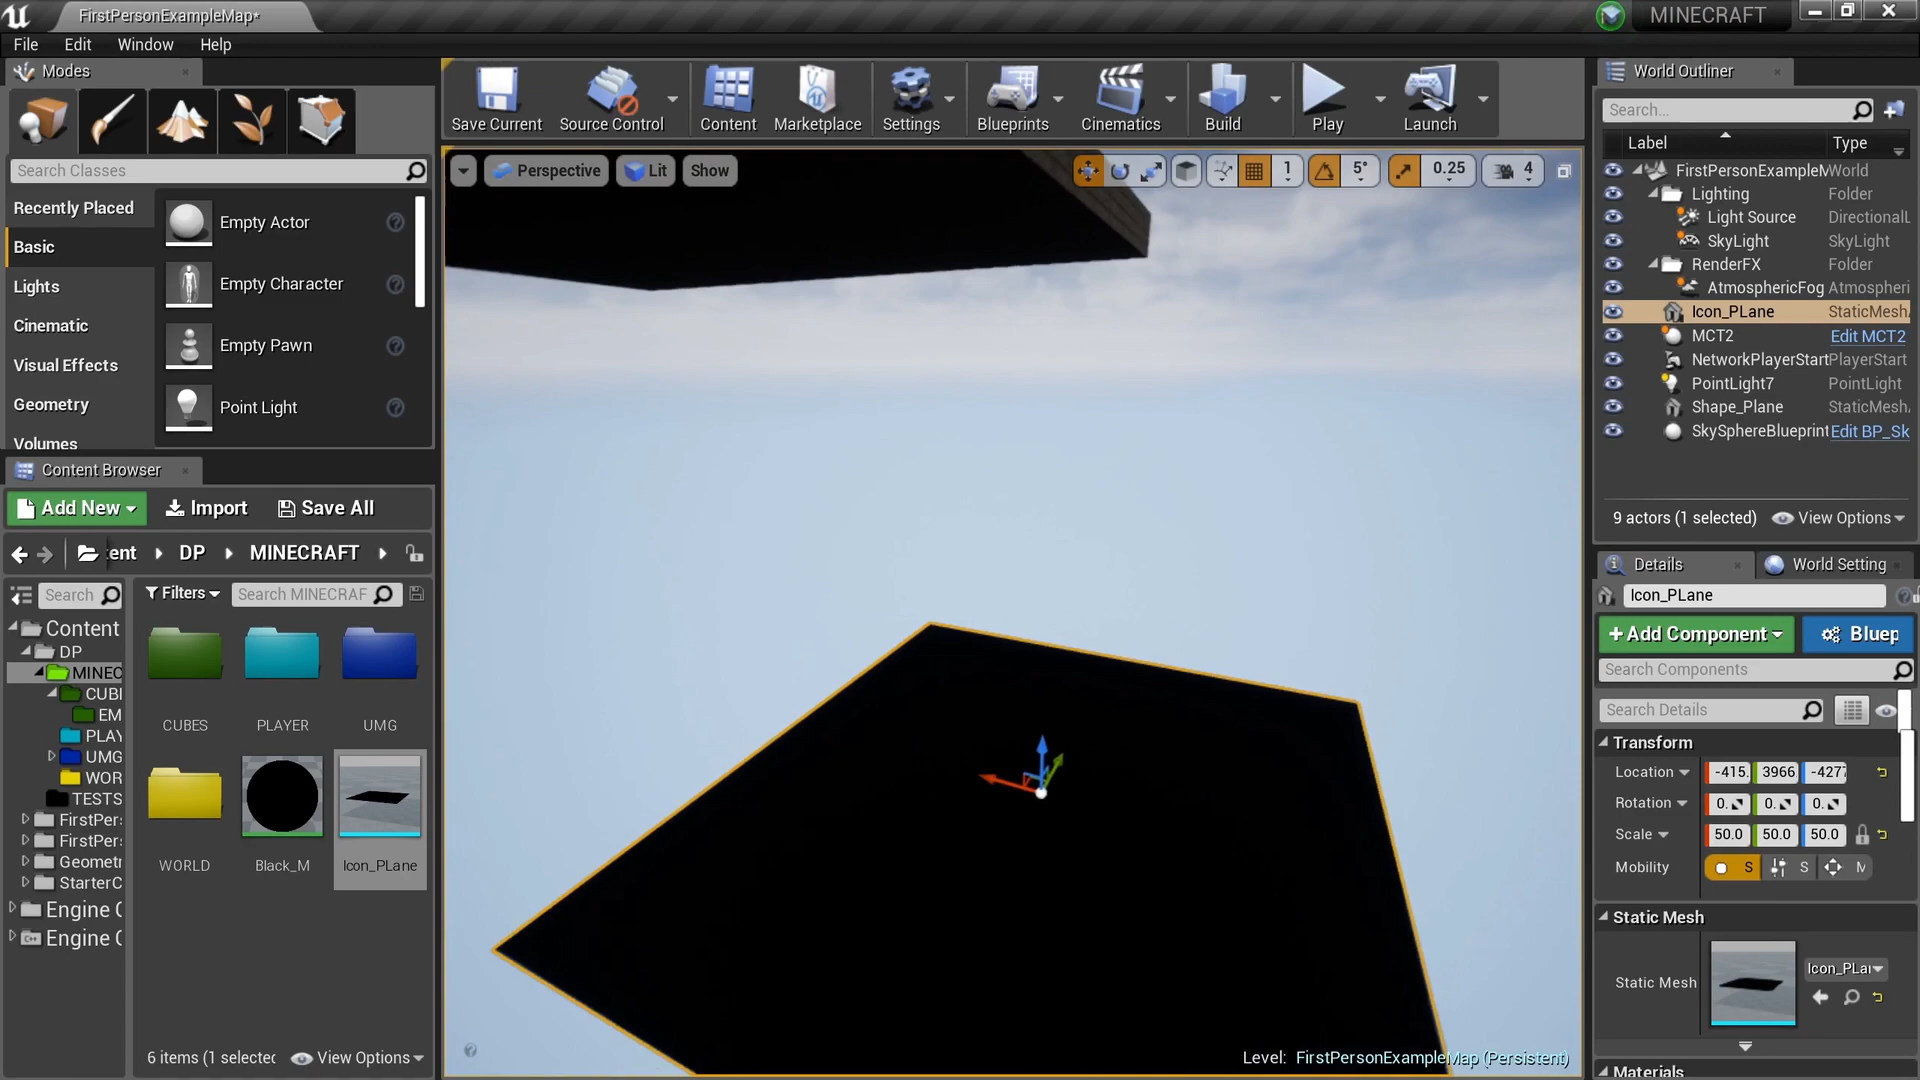 FirstPersonExampleMap*
MINECRAFT
File Edit Window Help
Modes
Search Classes
Recently Placed
Basic
Lights
Cinematic
Visual Effects
Geometry
Volumes
Empty Actor
Empty Character
Empty Pawn
Point Light
Save Current
Source Control
Content
Marketplace
Settings
Blueprints
Cinematics
Build
Play
Launch
Perspective
Lit
Show
1
5°
0.25
4
Level: FirstPersonExampleMap (Persistent)
Content Browser
Add New
Import
Save All
ent
DP
MINECRAFT
Search
Filters
Search MINECRAF
Content
DP
MINEC
CUBI
EM
PLAY
UMG
WOR
TESTS
FirstPer
FirstPer
Geometr
StarterC
Engine C
Engine C
CUBES
PLAYER
UMG
WORLD
Black_M
Icon_PLane
6 items (1 selected
View Options
World Outliner
Search...
Label Type
FirstPersonExampleM World
Lighting Folder
Light Source DirectionalL
SkyLight SkyLight
RenderFX Folder
AtmosphericFog Atmospheri
Icon_PLane StaticMesh
MCT2 Edit MCT2
NetworkPlayerStart PlayerStart
PointLight7 PointLight
Shape_Plane StaticMesh
SkySphereBlueprint Edit BP_Sk
9 actors (1 selected)
View Options
Details
World Setting
Icon_PLane
+ Add Component
Bluep
Search Components
Search Details
Transform
Location -415. 3966 -427
Rotation 0. 0. 0.
Scale 50.0 50.0 50.0
Mobility S S M
Static Mesh
Static Mesh
Icon_PLa
Materials